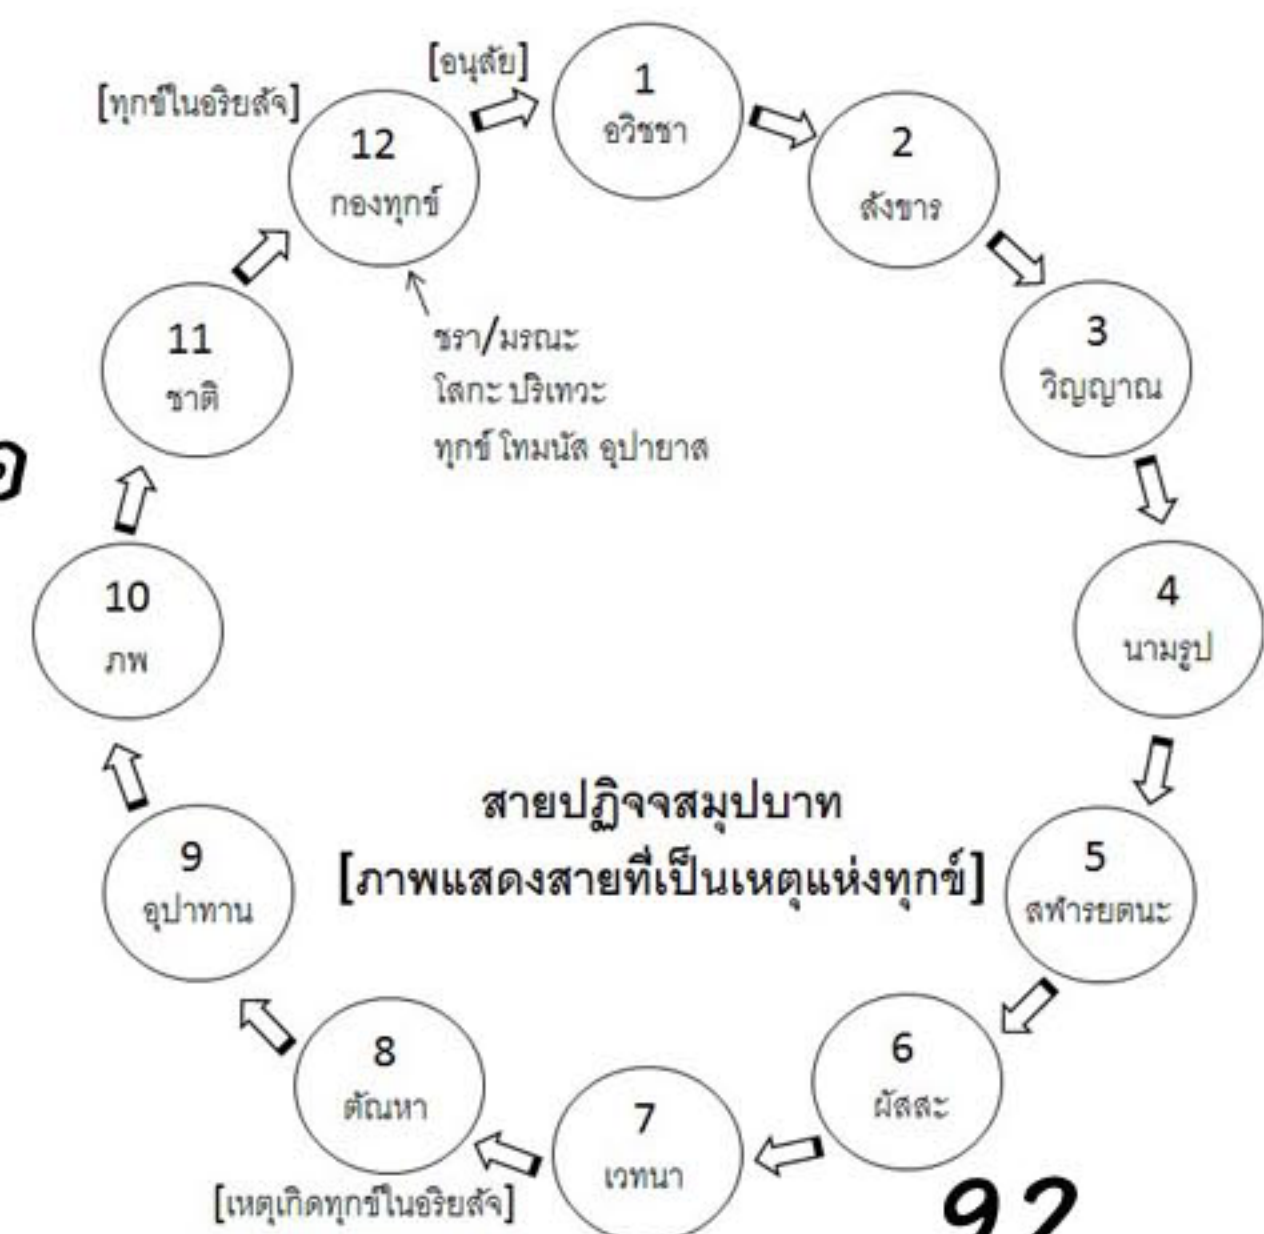 [อนุสัย]
[ทุกข์ในอริยสัจ]
1
อวิชชา
2
สังขาร
3
วิญญาณ
4
นามรูป
5
สฬารยตนะ
6
ผัสสะ
7
เวทนา
8
ตัณหา
[เหตุเกิดทุกข์ในอริยสัจ]
9
อุปาทาน
10
ภพ
11
ชาติ
12
กองทุกข์
ชรา/มรณะ
โสกะ ปริเทวะ
ทุกข์ โทมนัส อุปายาส
สายปฏิจจสมุปบาท
[ภาพแสดงสายที่เป็นเหตุแห่งทุกข์]